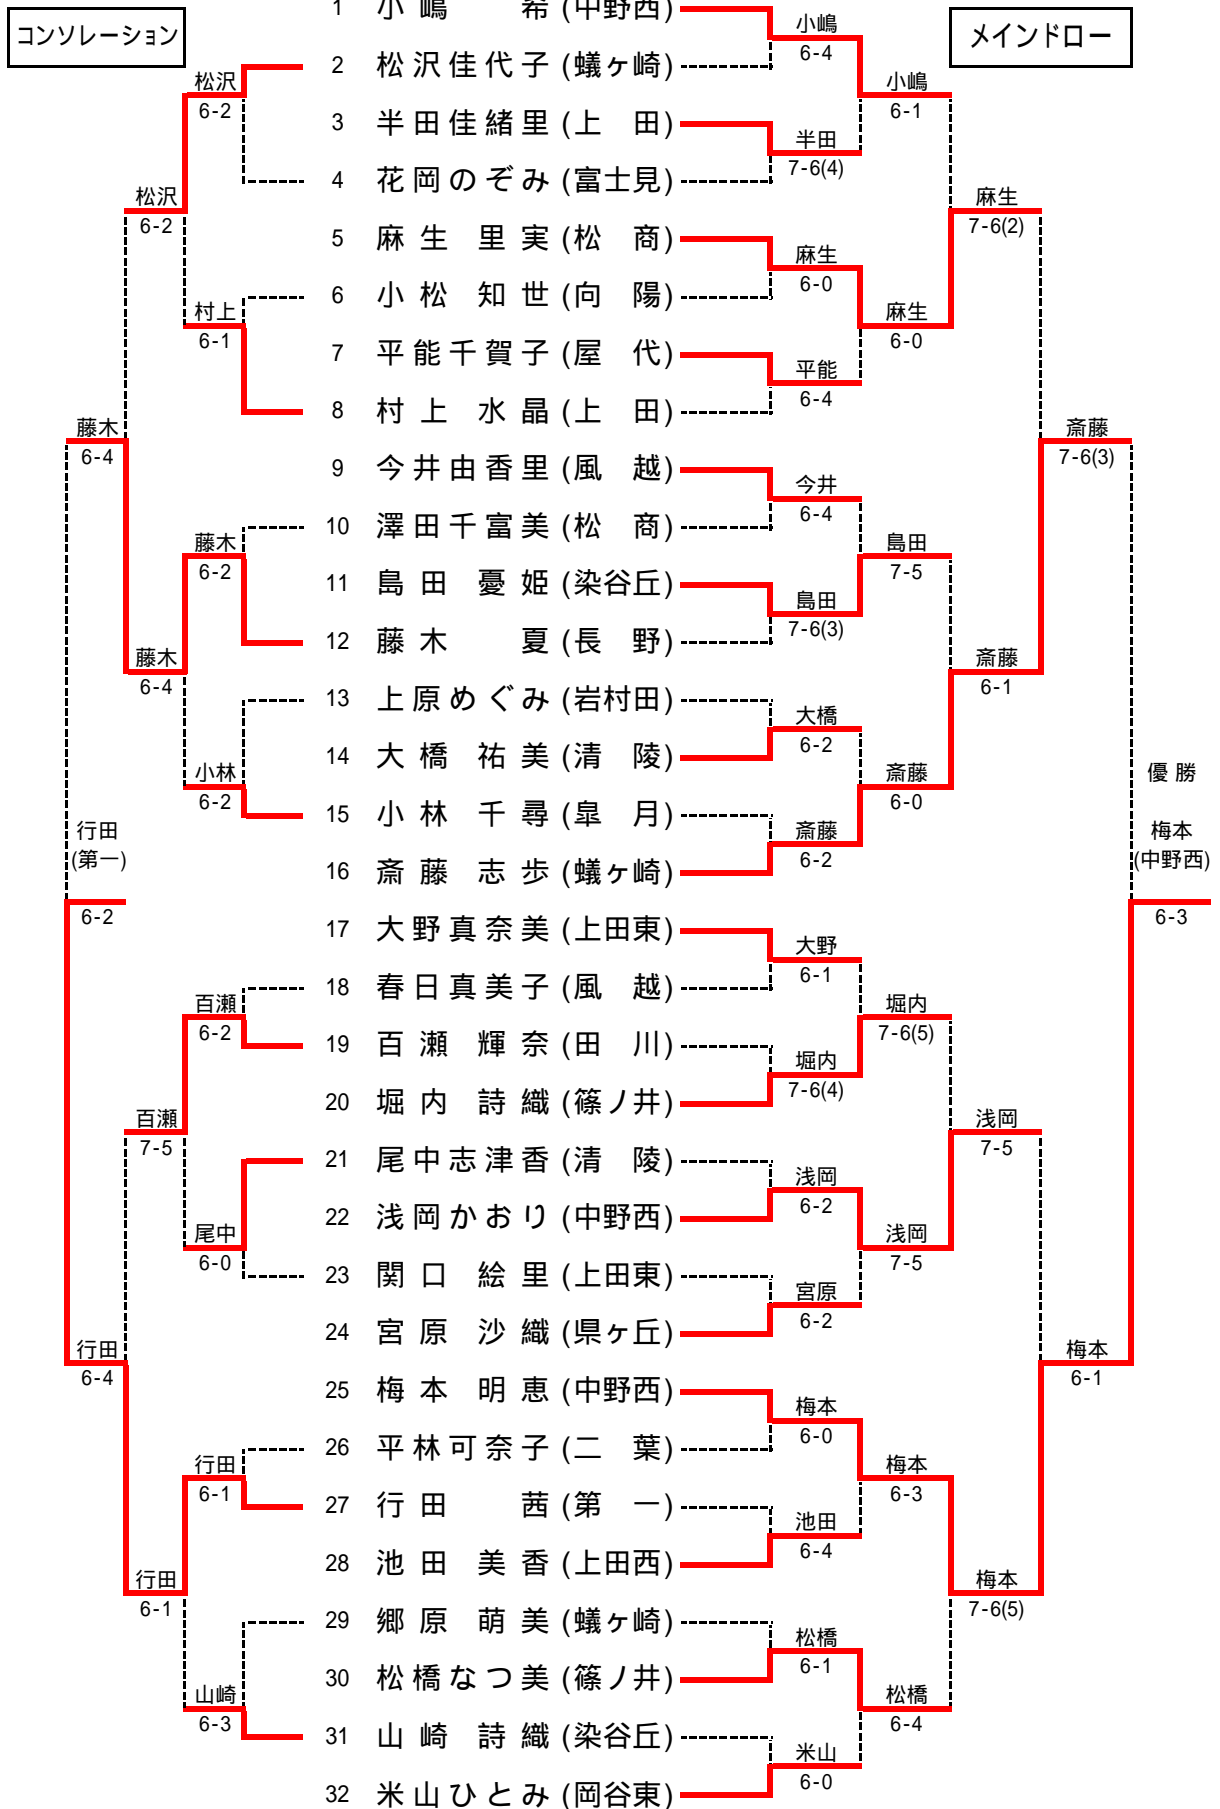 コンソレーション
メインドロー
1 小嶋 希 (中野西)
2 松沢佳代子 (蟻ヶ崎)
3 半田佳緒里 (上 田)
4 花岡のぞみ (富士見)
5 麻生 里実 (松 商)
6 小松 知世 (向 陽)
7 平能千賀子 (屋 代)
8 村上 水晶 (上 田)
9 今井由香里 (風 越)
10 澤田千富美 (松 商)
11 島田 憂姫 (染谷丘)
12 藤木 夏 (長 野)
13 上原めぐみ (岩村田)
14 大橋 祐美 (清 陵)
15 小林 千尋 (皐 月)
16 斎藤 志歩 (蟻ヶ崎)
17 大野真奈美 (上田東)
18 春日真美子 (風 越)
19 百瀬 輝奈 (田 川)
20 堀内 詩織 (篠ノ井)
21 尾中志津香 (清 陵)
22 浅岡かおり (中野西)
23 関口 絵里 (上田東)
24 宮原 沙織 (県ヶ丘)
25 梅本 明恵 (中野西)
26 平林可奈子 (二 葉)
27 行田 茜 (第 一)
28 池田 美香 (上田西)
29 郷原 萌美 (蟻ヶ崎)
30 松橋なつ美 (篠ノ井)
31 山崎 詩織 (染谷丘)
32 米山ひとみ (岡谷東)
松沢
6-2
村上
6-1
藤木
6-2
小林
6-2
百瀬
6-2
尾中
6-0
行田
6-1
山崎
6-3
松沢
6-2
藤木
6-4
百瀬
7-5
行田
6-1
藤木
6-4
行田
6-4
行田
(第一)
6-2
小嶋
6-4
半田
7-6(4)
麻生
6-0
平能
6-4
今井
6-4
島田
7-6(3)
大橋
6-2
斎藤
6-2
大野
6-1
堀内
7-6(4)
浅岡
6-2
宮原
6-2
梅本
6-0
池田
6-4
松橋
6-1
米山
6-0
小嶋
6-1
麻生
6-0
島田
7-5
斎藤
6-0
堀内
7-6(5)
浅岡
7-5
梅本
6-3
松橋
6-4
麻生
7-6(2)
斎藤
6-1
浅岡
7-5
梅本
7-6(5)
斎藤
7-6(3)
梅本
6-1
優勝
梅本
(中野西)
6-3